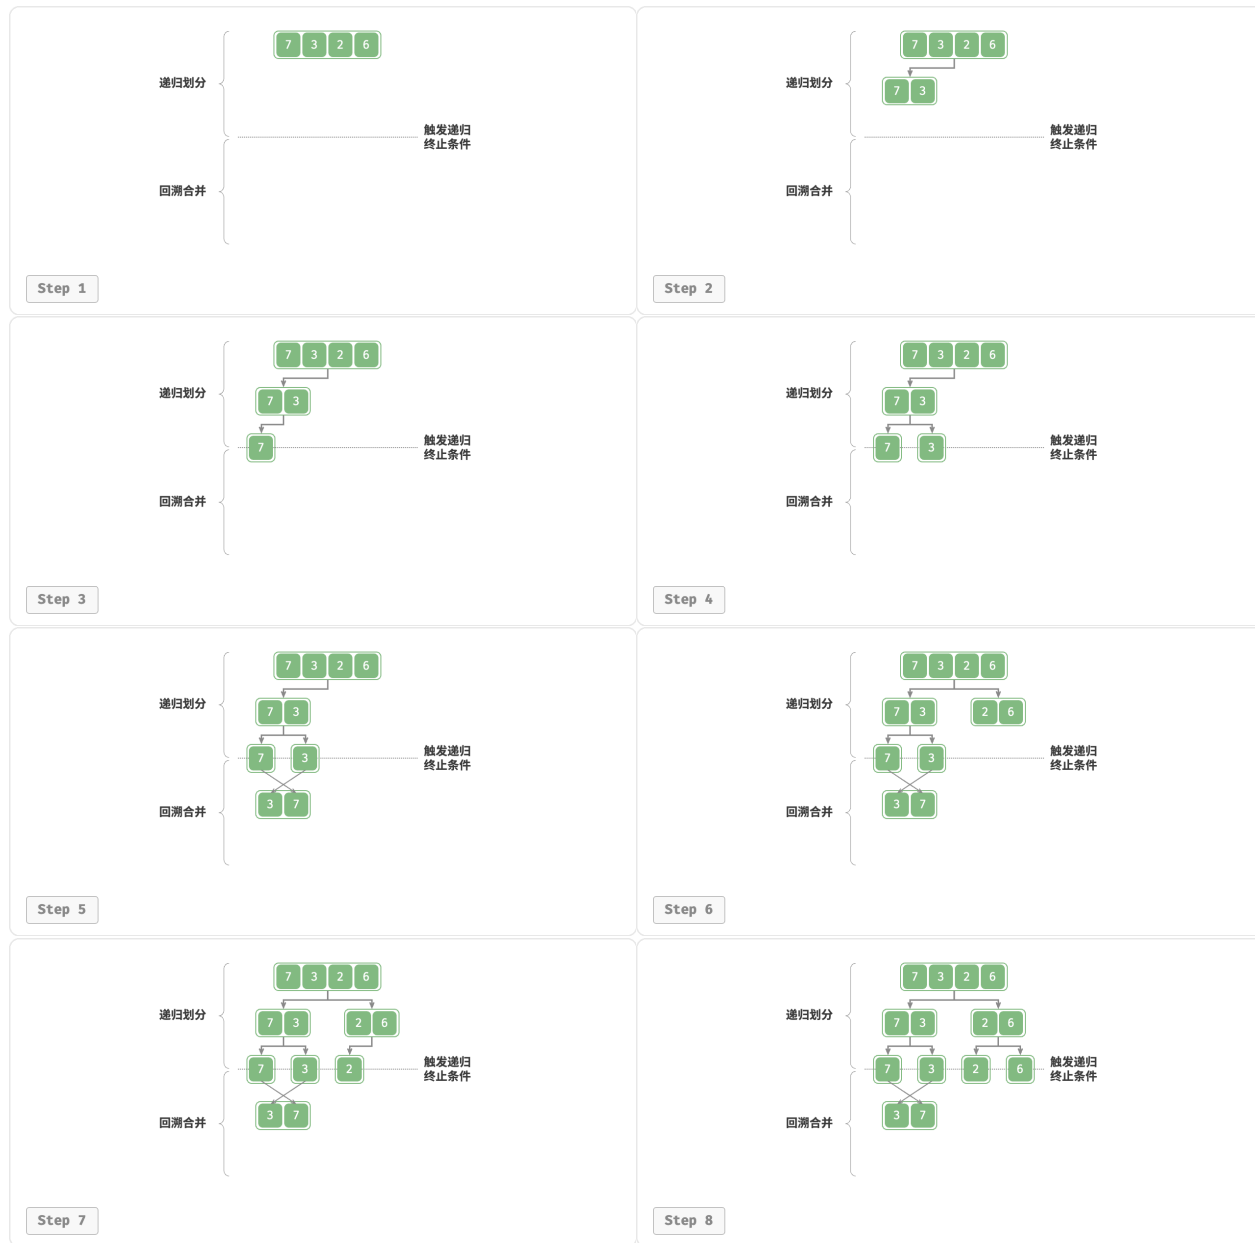 7 3 2 6
递归划分
触发递归
终止条件
回溯合并
Step 1
7 3 2 6
7 3
递归划分
触发递归
终止条件
回溯合并
Step 2
7 3 2 6
递归划分
7 3
7
触发递归
终止条件
回溯合并
Step 3
7 3 2 6
递归划分
7 3
7 3
触发递归
终止条件
回溯合并
Step 4
7 3 2 6
递归划分
7 3
7 3
触发递归
终止条件
3 7
回溯合并
Step 5
7 3 2 6
递归划分
7 3 2 6
7 3
触发递归
终止条件
3 7
回溯合并
Step 6
7 3 2 6
递归划分
7 3 2 6
7 3 2
触发递归
终止条件
3 7
回溯合并
Step 7
7 3 2 6
递归划分
7 3 2 6
7 3 2 6
触发递归
终止条件
3 7
回溯合并
Step 8